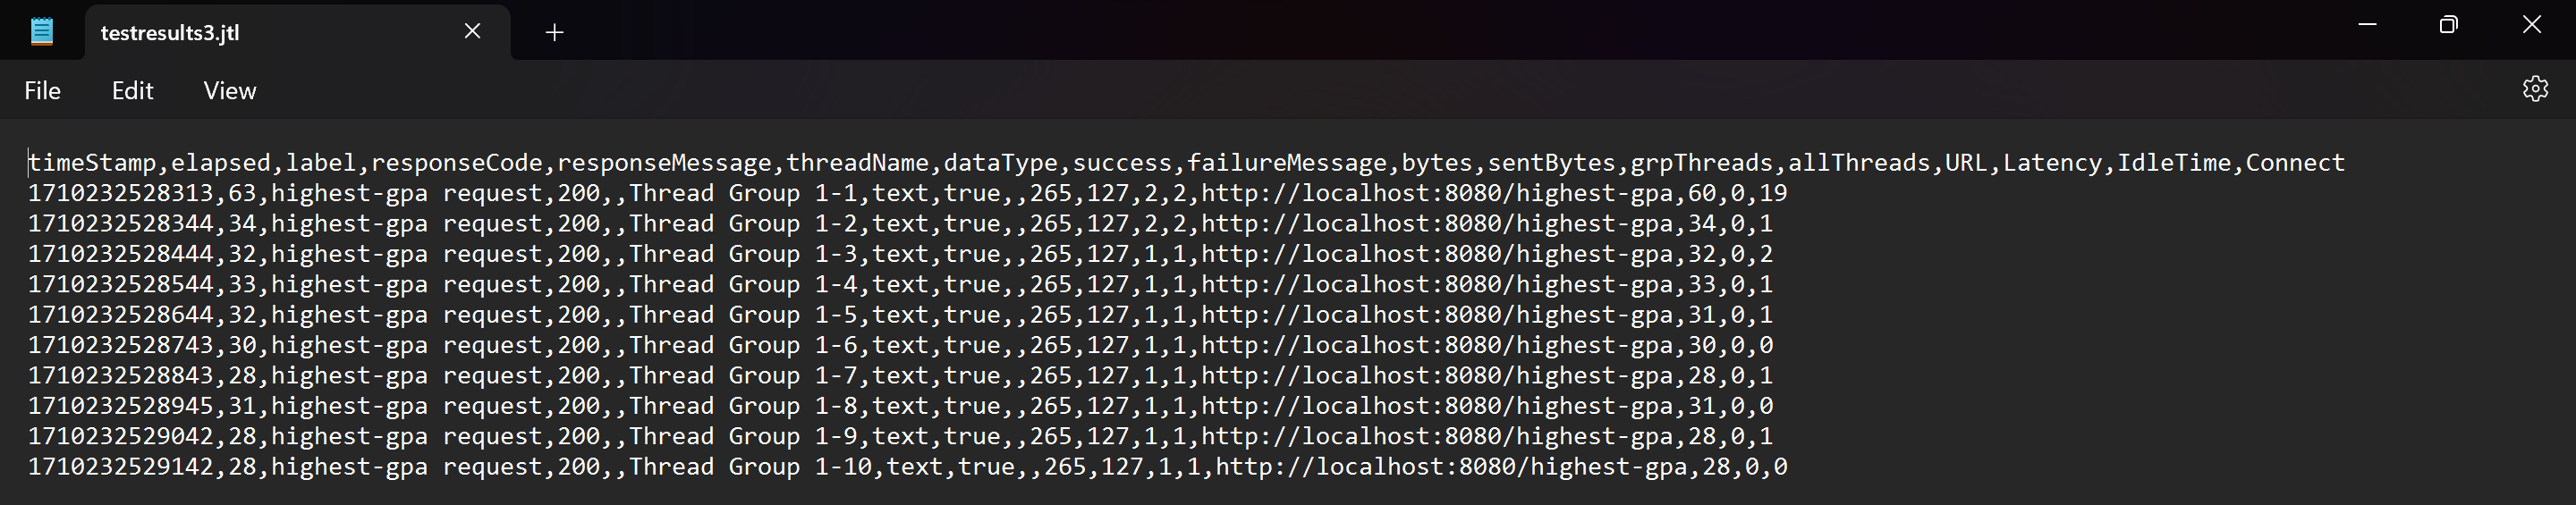 testresults3.jtl
File Edit View
timeStamp,elapsed,label,responseCode,responseMessage,threadName,dataType,success,failureMessage,bytes,sentBytes,grpThreads,allThreads,URL,Latency,IdleTime,Connect
1710232528313,63,highest-gpa request,200,,Thread Group 1-1,text,true,,265,127,2,2,http://localhost:8080/highest-gpa,60,0,19
1710232528344,34,highest-gpa request,200,,Thread Group 1-2,text,true,,265,127,2,2,http://localhost:8080/highest-gpa,34,0,1
1710232528444,32,highest-gpa request,200,,Thread Group 1-3,text,true,,265,127,1,1,http://localhost:8080/highest-gpa,32,0,2
1710232528544,33,highest-gpa request,200,,Thread Group 1-4,text,true,,265,127,1,1,http://localhost:8080/highest-gpa,33,0,1
1710232528644,32,highest-gpa request,200,,Thread Group 1-5,text,true,,265,127,1,1,http://localhost:8080/highest-gpa,31,0,1
1710232528743,30,highest-gpa request,200,,Thread Group 1-6,text,true,,265,127,1,1,http://localhost:8080/highest-gpa,30,0,0
1710232528843,28,highest-gpa request,200,,Thread Group 1-7,text,true,,265,127,1,1,http://localhost:8080/highest-gpa,28,0,1
1710232528945,31,highest-gpa request,200,,Thread Group 1-8,text,true,,265,127,1,1,http://localhost:8080/highest-gpa,31,0,0
1710232529042,28,highest-gpa request,200,,Thread Group 1-9,text,true,,265,127,1,1,http://localhost:8080/highest-gpa,28,0,1
1710232529142,28,highest-gpa request,200,,Thread Group 1-10,text,true,,265,127,1,1,http://localhost:8080/highest-gpa,28,0,0